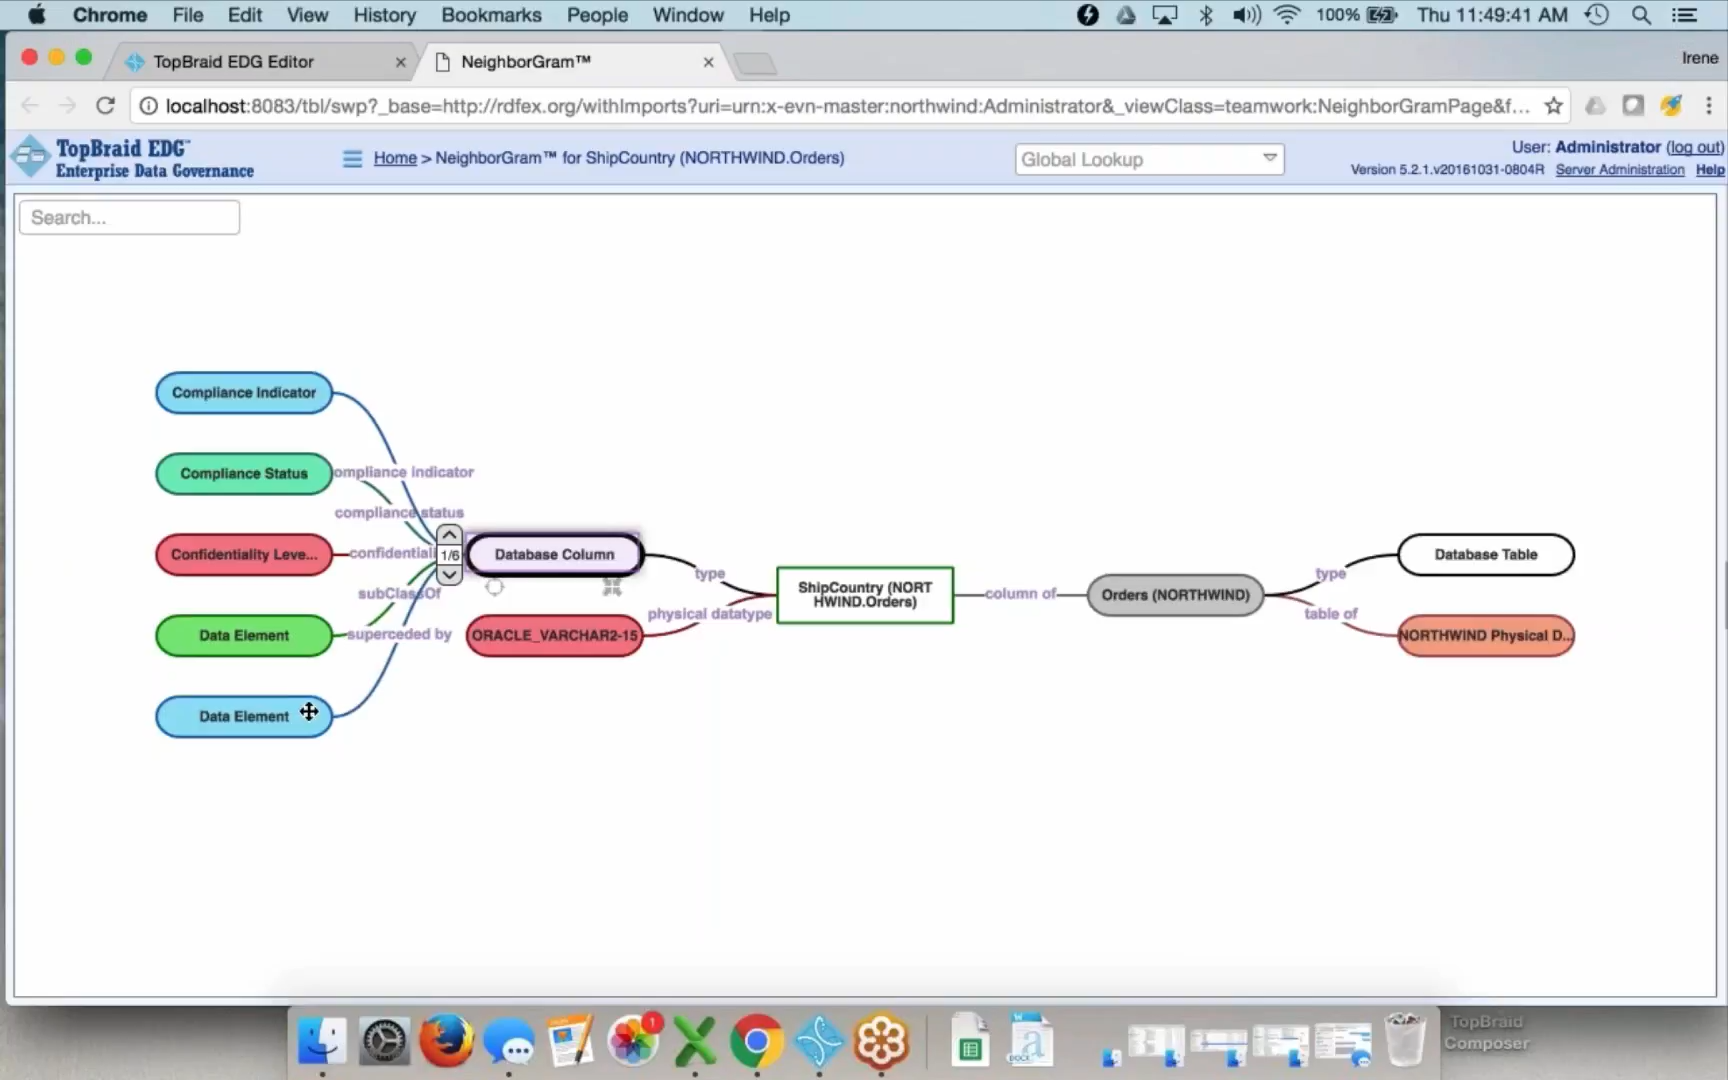 Chrome File Edit View History Bookmarks People Window Help 100% Thu 11:49:41 AM
TopBraid EDG Editor NeighborGram™ Irene
localhost:8083/tbl/swp?_base=http://rdfex.org/withImports?uri=urn:x-evn-master:northwind:Administrator&_viewClass=teamwork:NeighborGramPage&f...
TopBraid EDG™
Enterprise Data Governance
Home > NeighborGram™ for ShipCountry (NORTHWIND.Orders)
Global Lookup
User: Administrator (log out)
Version 5.2.1.v20161031-0804R Server Administration Help
Search...
Compliance Indicator
Compliance Status
ompliance indicator
compliance status
Confidentiality Leve...
confidentiali
1/6
Database Column
subClassOf
Data Element
superceded by
Data Element
type
physical datatype
ORACLE_VARCHAR2-15
ShipCountry (NORT
HWIND.Orders)
column of
Orders (NORTHWIND)
type
table of
Database Table
NORTHWIND Physical D...
1
W
DOCX
TopBraid
Composer